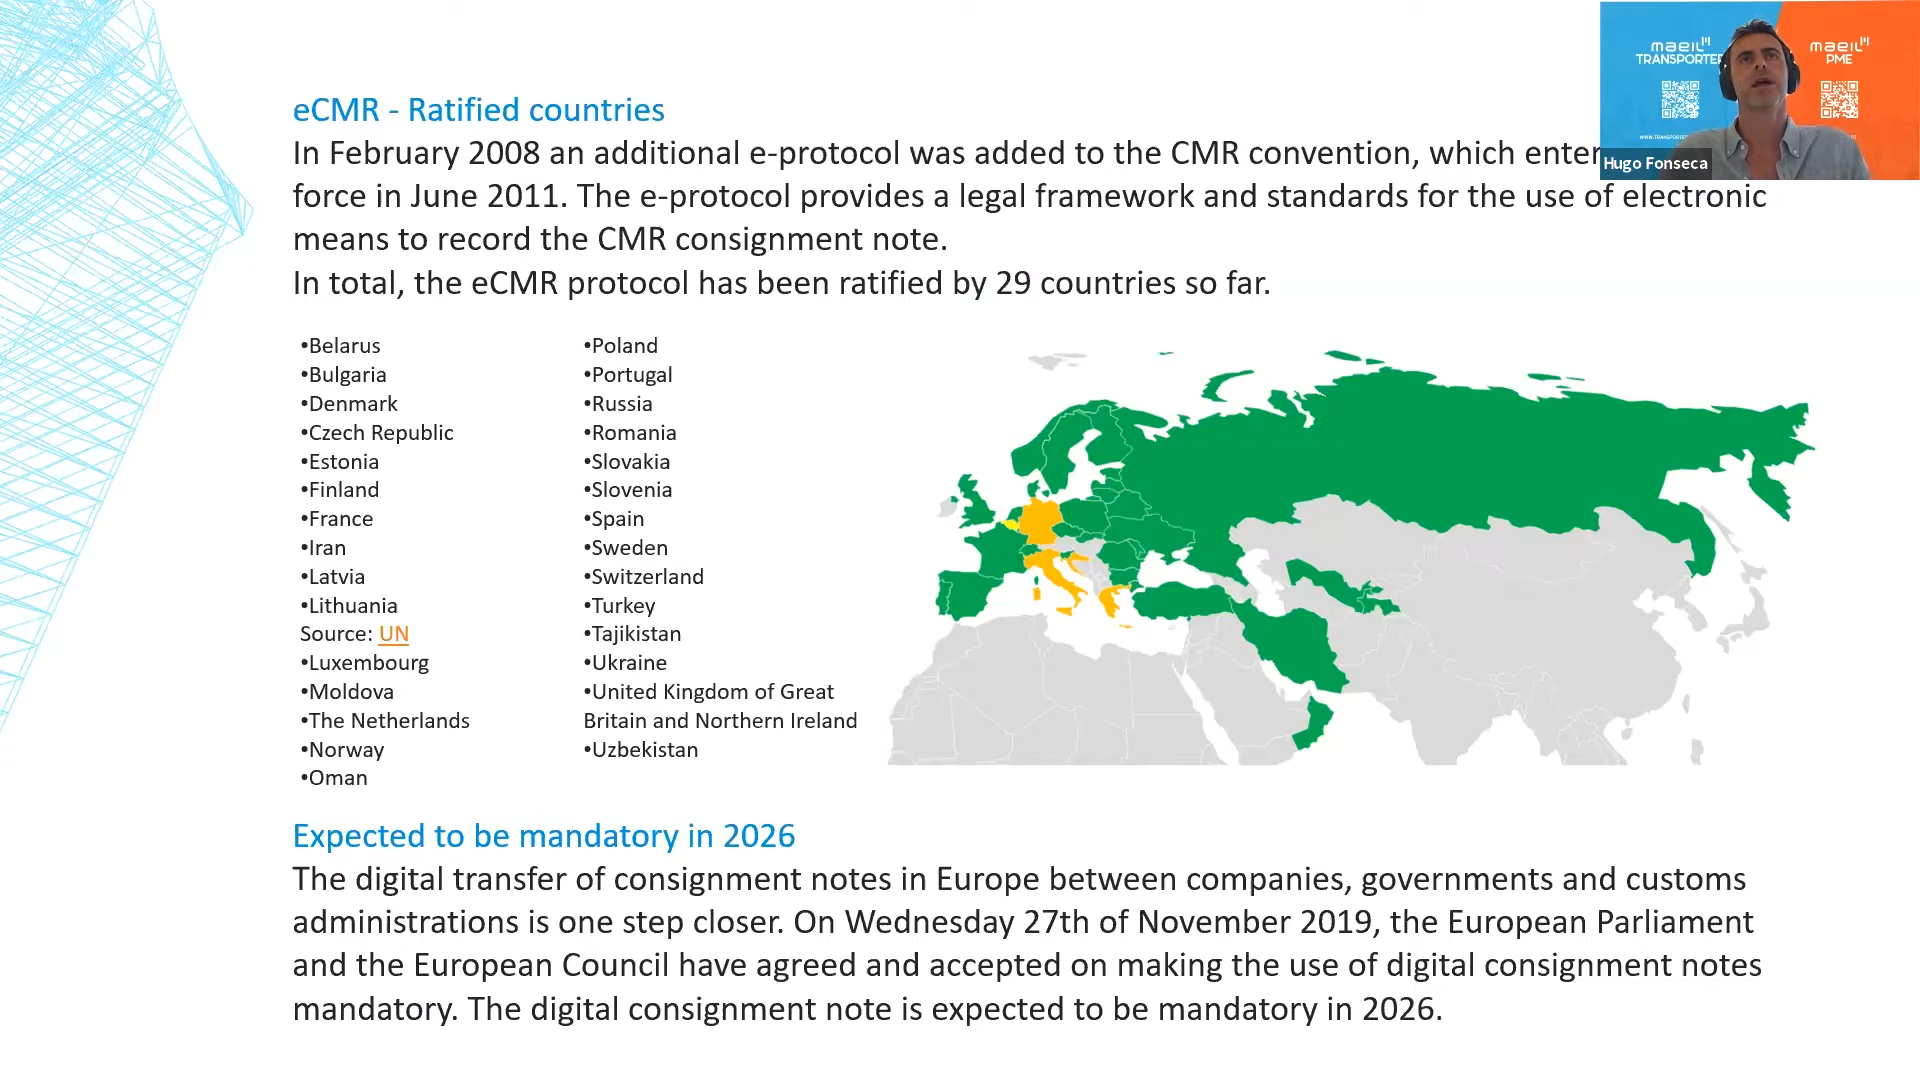 maeil
TRANSPORTER
maeil
PME
Hugo Fonseca
eCMR - Ratified countries
In February 2008 an additional e-protocol was added to the CMR convention, which enter
force in June 2011. The e-protocol provides a legal framework and standards for the use of electronic
means to record the CMR consignment note.
In total, the eCMR protocol has been ratified by 29 countries so far.
•Belarus
•Bulgaria
•Denmark
•Czech Republic
•Estonia
•Finland
•France
•Iran
•Latvia
•Lithuania
Source: UN
•Luxembourg
•Moldova
•The Netherlands
•Norway
•Oman
•Poland
•Portugal
•Russia
•Romania
•Slovakia
•Slovenia
•Spain
•Sweden
•Switzerland
•Turkey
•Tajikistan
•Ukraine
•United Kingdom of Great
Britain and Northern Ireland
•Uzbekistan
Expected to be mandatory in 2026
The digital transfer of consignment notes in Europe between companies, governments and customs
administrations is one step closer. On Wednesday 27th of November 2019, the European Parliament
and the European Council have agreed and accepted on making the use of digital consignment notes
mandatory. The digital consignment note is expected to be mandatory in 2026.